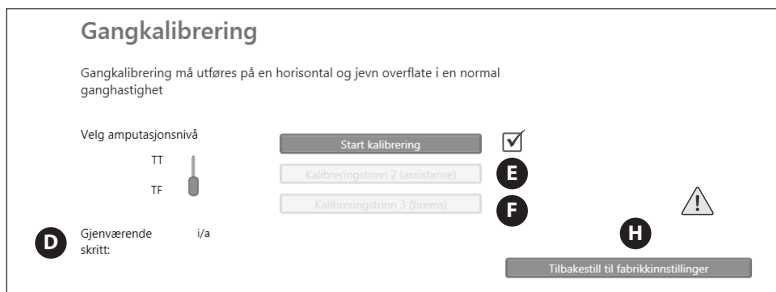 Gangkalibrering
Gangkalibrering må utføres på en horisontal og jevn overflate i en normal
ganghastighet
Velg amputasjonsnivå
TT
TF
Start kalibrering
Kalibreringstrinn 2 (assistanse)
E
Kalibreringstrinn 3 (brems)
F
D
Gjenværende
skritt:
i/a
H
Tilbakestill til fabrikkinnstillinger